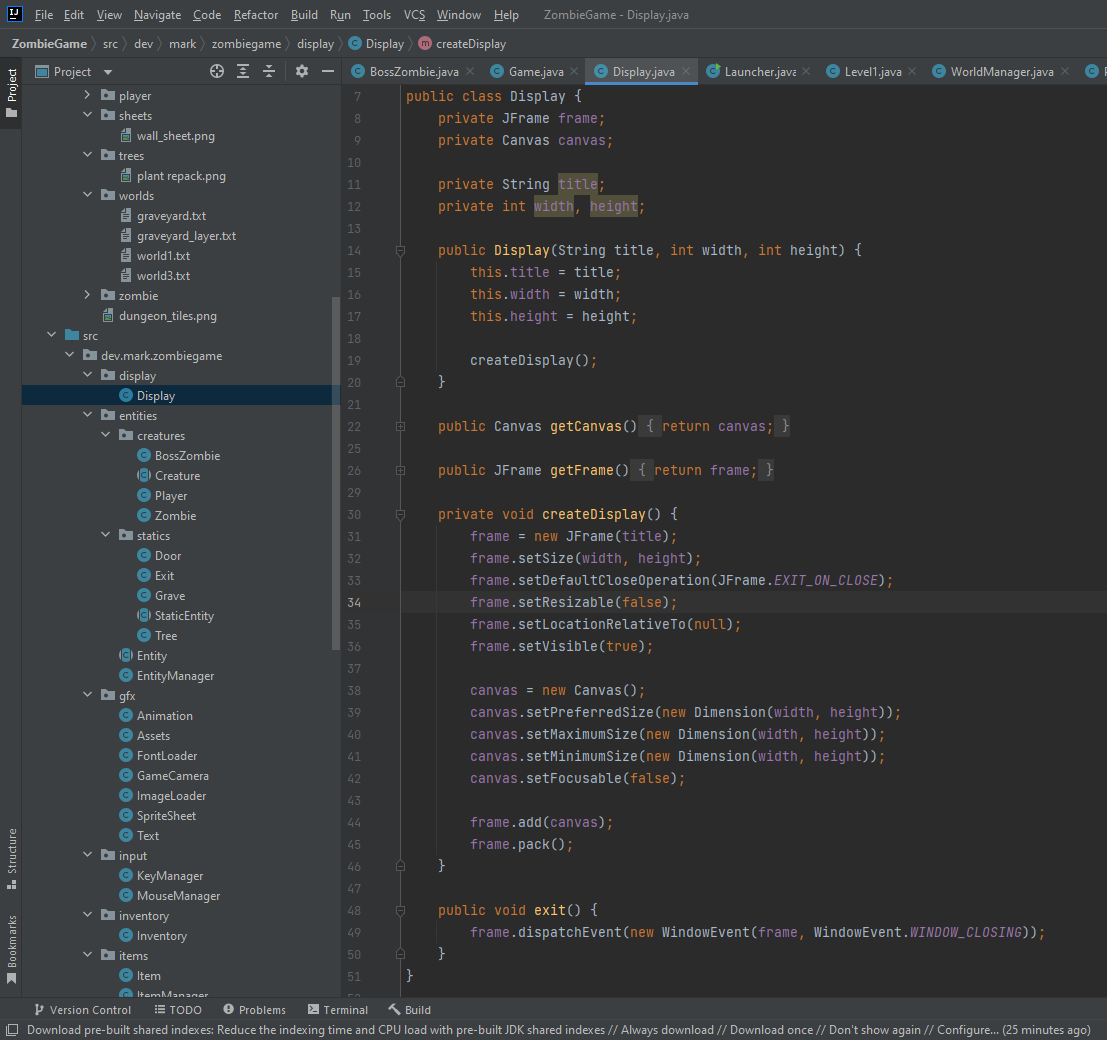 File Edit View Navigate Code Refactor Build Run Tools VCS Window Help ZombieGame - Display.java
ZombieGame src dev mark zombiegame display Display createDisplay
Project
Project
BossZombie.java Game.java Display.java Launcher.java Level1.java WorldManager.java
player
sheets
wall_sheet.png
trees
plant repack.png
worlds
graveyard.txt
graveyard_layer.txt
world1.txt
world3.txt
zombie
dungeon_tiles.png
src
dev.mark.zombiegame
display
Display
entities
creatures
BossZombie
Creature
Player
Zombie
statics
Door
Exit
Grave
StaticEntity
Tree
Entity
EntityManager
gfx
Animation
Assets
FontLoader
GameCamera
ImageLoader
SpriteSheet
Text
input
KeyManager
MouseManager
inventory
Inventory
items
Item
ItemManager
Structure
Bookmarks
7 public class Display {
8 private JFrame frame;
9 private Canvas canvas;
10
11 private String title;
12 private int width, height;
13
14 public Display(String title, int width, int height) {
15 this.title = title;
16 this.width = width;
17 this.height = height;
18
19 createDisplay();
20 }
21
22 public Canvas getCanvas() { return canvas; }
25
26 public JFrame getFrame() { return frame; }
29
30 private void createDisplay() {
31 frame = new JFrame(title);
32 frame.setSize(width, height);
33 frame.setDefaultCloseOperation(JFrame.EXIT_ON_CLOSE);
34 frame.setResizable(false);
35 frame.setLocationRelativeTo(null);
36 frame.setVisible(true);
37
38 canvas = new Canvas();
39 canvas.setPreferredSize(new Dimension(width, height));
40 canvas.setMaximumSize(new Dimension(width, height));
41 canvas.setMinimumSize(new Dimension(width, height));
42 canvas.setFocusable(false);
43
44 frame.add(canvas);
45 frame.pack();
46 }
47
48 public void exit() {
49 frame.dispatchEvent(new WindowEvent(frame, WindowEvent.WINDOW_CLOSING));
50 }
51 }
Version Control TODO Problems Terminal Build
Download pre-built shared indexes: Reduce the indexing time and CPU load with pre-built JDK shared indexes // Always download // Download once // Don't show again // Configure... (25 minutes ago)